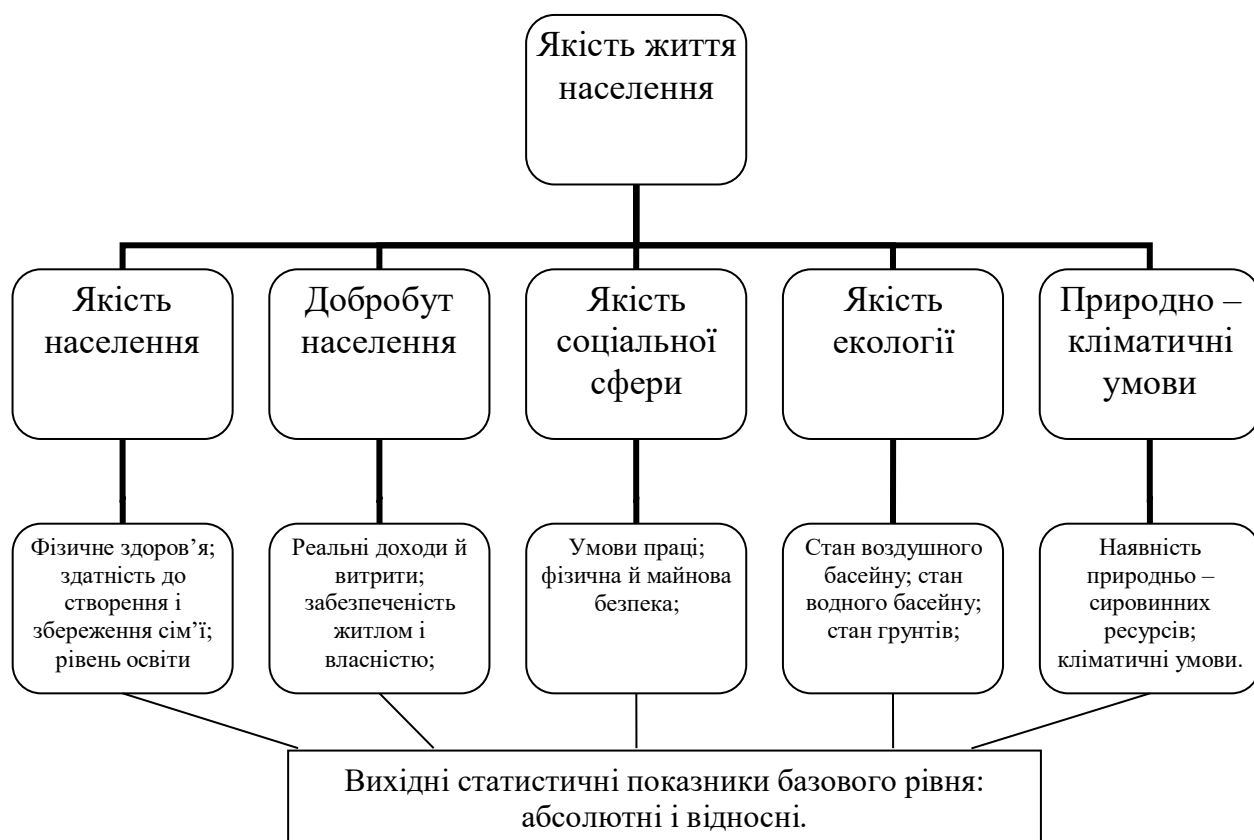 Якість життя
населення
Якість
населення
Добробут
населення
Якість
соціальної
сфери
Якість
екології
Природно –
кліматичні
умови
Фізичне здоров’я;
здатність до
створення і
збереження сім’ї;
рівень освіти
Реальні доходи й
витрити;
забезпеченість
житлом і
власністю;
Умови праці;
фізична й майнова
безпека;
Стан воздушного
басейну; стан
водного басейну;
стан грунтів;
Наявність
природньо –
сировинних
ресурсів;
кліматичні умови.
Вихідні статистичні показники базового рівня:
абсолютні і відносні.